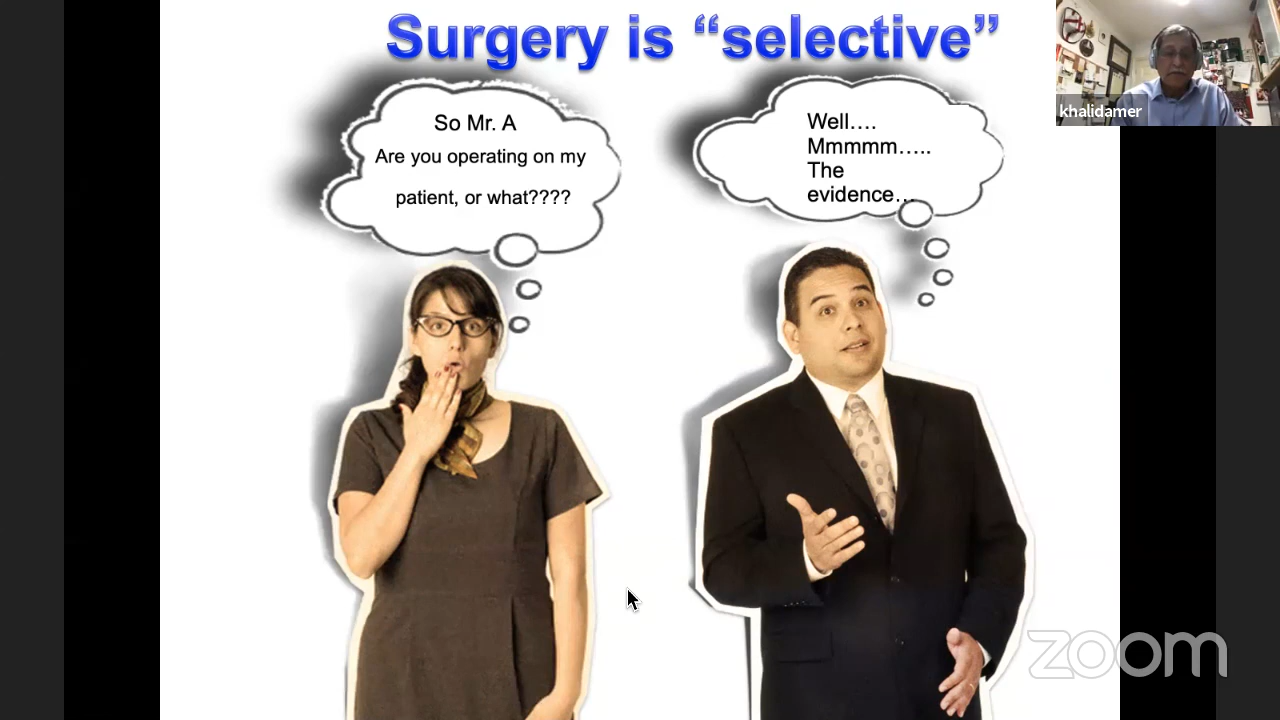 Surgery is “selective”
So Mr. A
Are you operating on my
patient, or what????
Well….
Mmmmm…..
The
evidence…
khalidamer
zoom